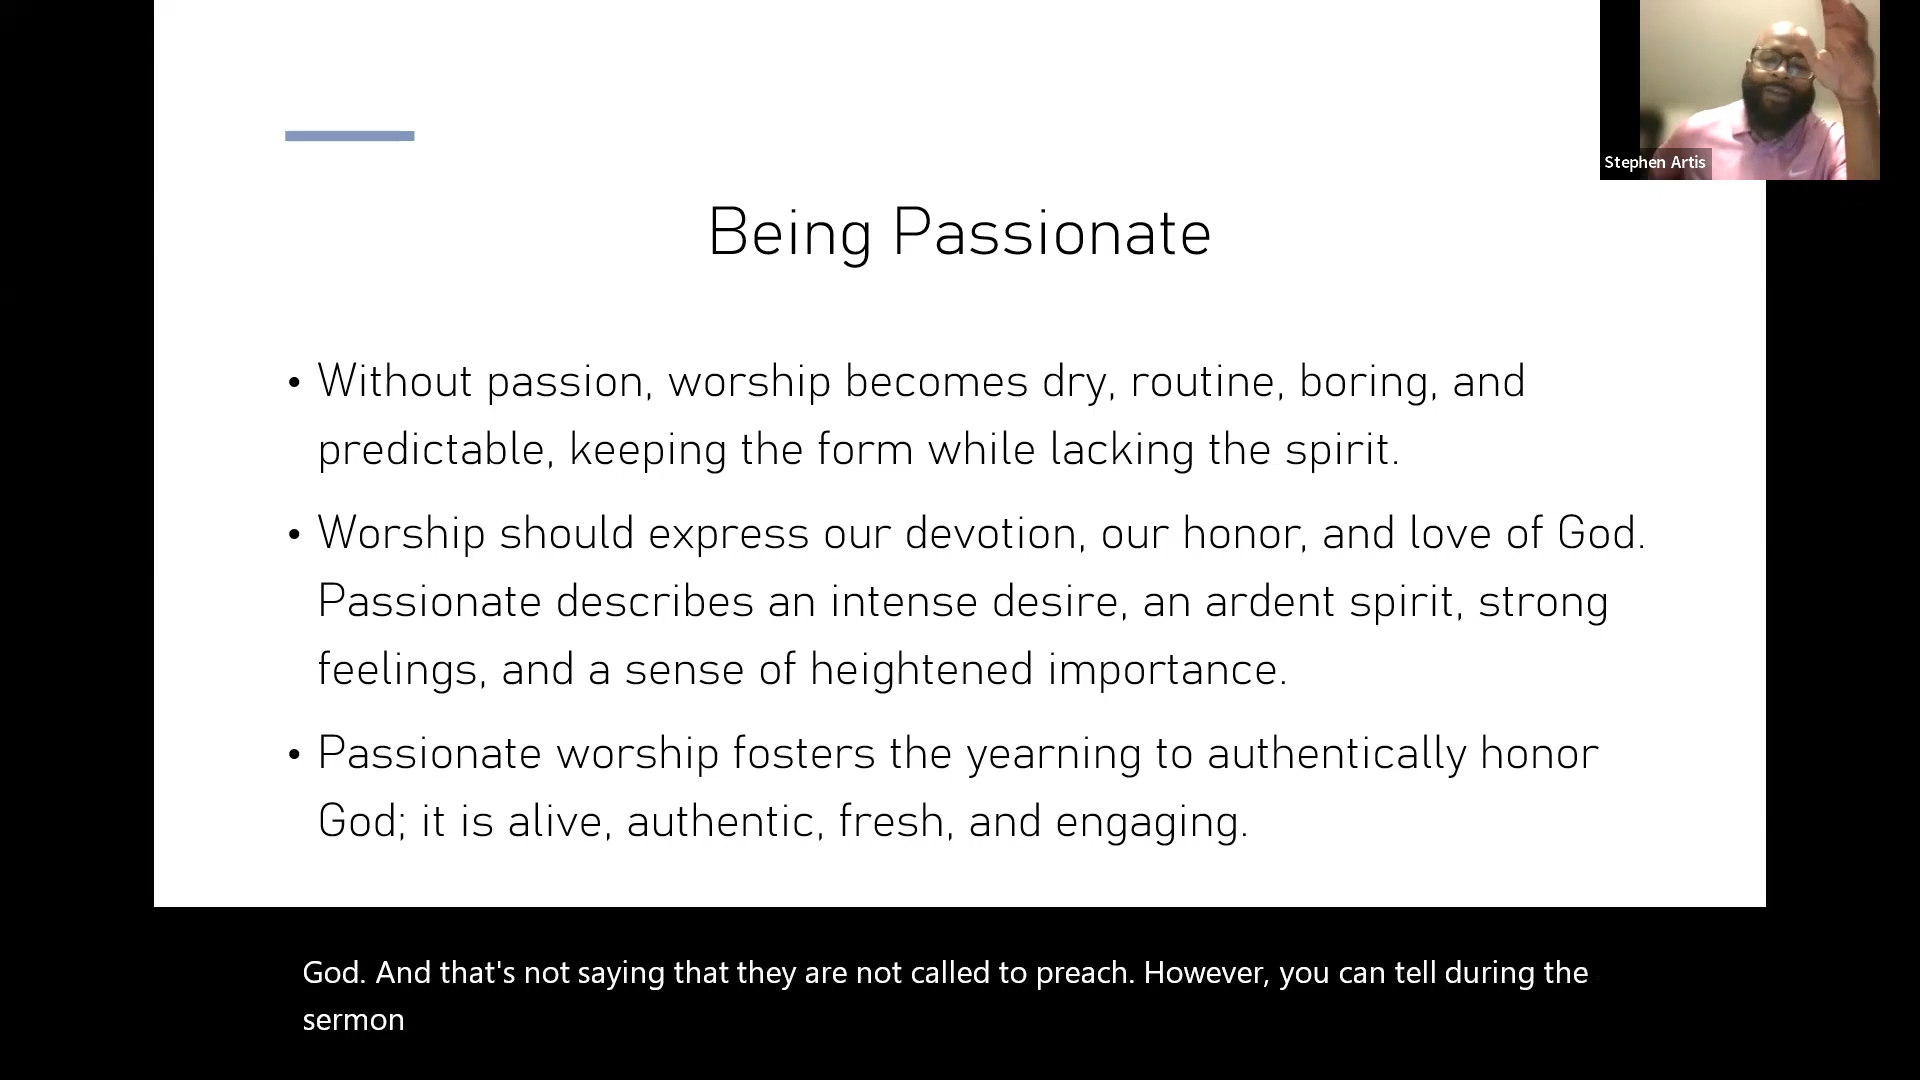 Stephen Artis
Being Passionate
• Without passion, worship becomes dry, routine, boring, and
predictable, keeping the form while lacking the spirit.
• Worship should express our devotion, our honor, and love of God.
Passionate describes an intense desire, an ardent spirit, strong
feelings, and a sense of heightened importance.
• Passionate worship fosters the yearning to authentically honor
God; it is alive, authentic, fresh, and engaging.
God. And that's not saying that they are not called to preach. However, you can tell during the
sermon